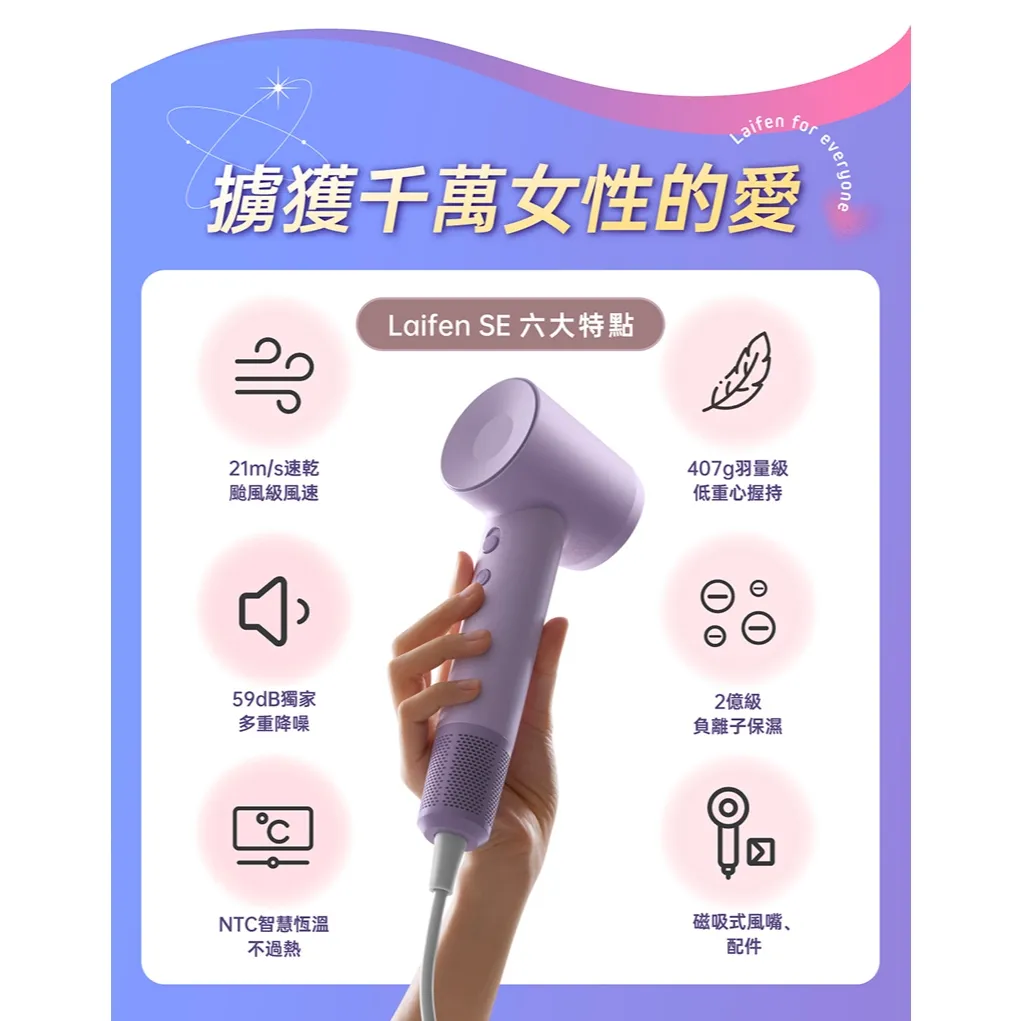 Laifen for everyone
擄獲千萬女性的愛
Laifen SE 六大特點
21m/s速乾
颱風級風速
407g羽量級
低重心握持
59dB獨家
多重降噪
2億級
負離子保濕
°C
NTC智慧恆溫
不過熱
磁吸式風嘴、
配件